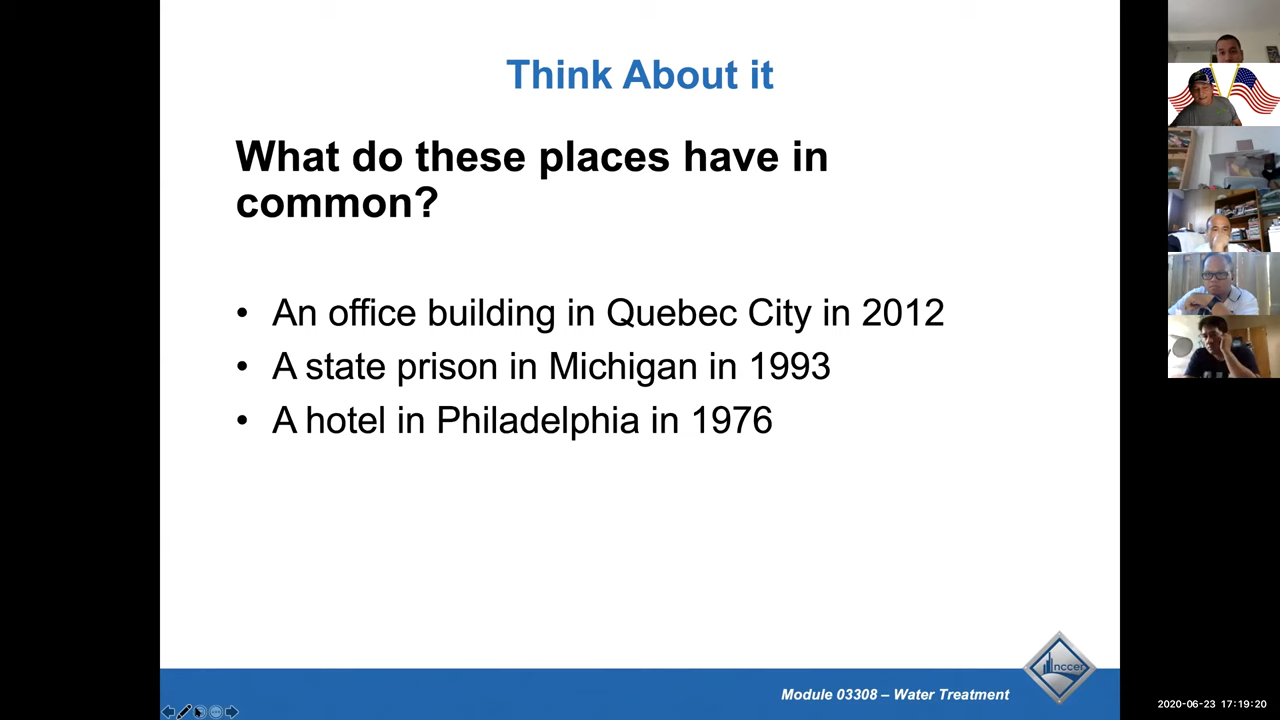 Think About it
What do these places have in
common?
• An office building in Quebec City in 2012
• A state prison in Michigan in 1993
• A hotel in Philadelphia in 1976
nccer
Module 03308 – Water Treatment
2020-06-23 17:19:20